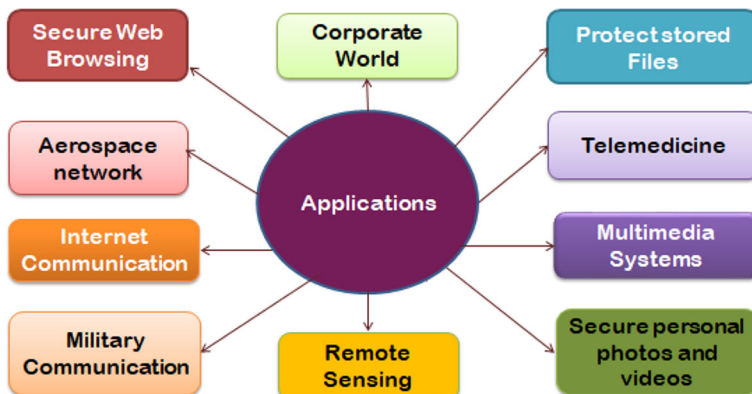 Secure Web
Browsing
Corporate
World
Protect stored
Files
Aerospace
network
Telemedicine
Applications
Internet
Communication
Multimedia
Systems
Military
Communication
Remote
Sensing
Secure personal
photos and
videos